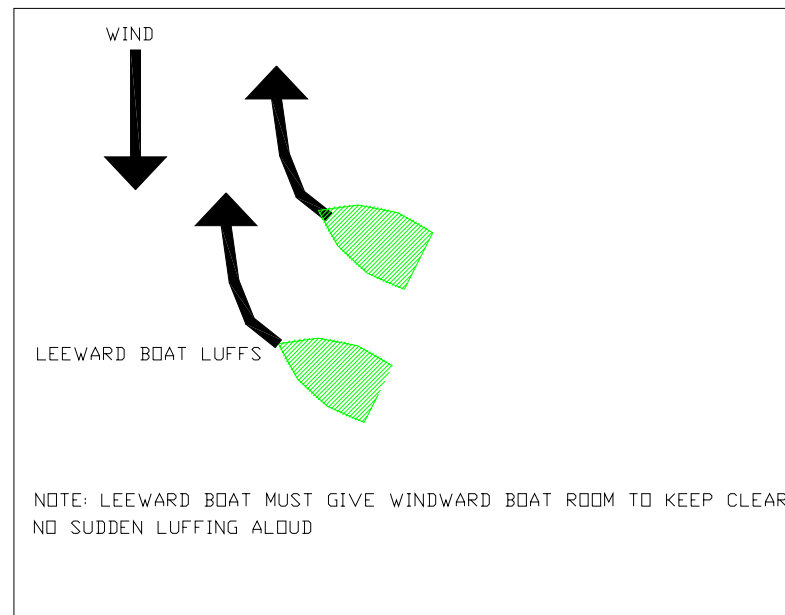 WIND
LEEWARD BOAT LUFFS
NOTE: LEEWARD BOAT MUST GIVE WINDWARD BOAT ROOM TO KEEP CLEAR
NO SUDDEN LUFFING ALOUD